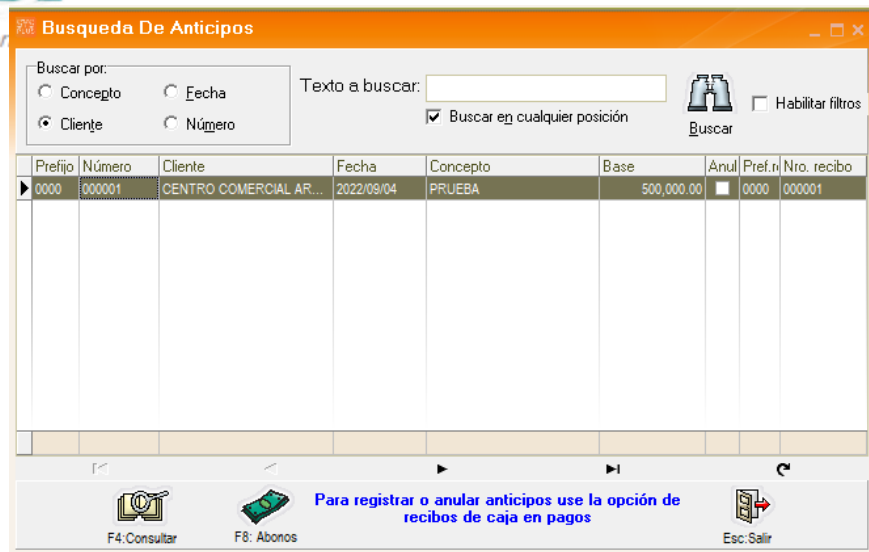 Busqueda De Anticipos
Buscar por:
Concepto
Fecha
Cliente
Número
Texto a buscar:
Buscar en cualquier posición
Buscar
Habilitar filtros
Prefijo Número Cliente Fecha Concepto Base Anul Pref.r Nro. recibo
0000 000001 CENTRO COMERCIAL AR... 2022/09/04 PRUEBA 500,000.00 0000 000001
Para registrar o anular anticipos use la opción de
recibos de caja en pagos
F4:Consultar
F8: Abonos
Esc:Salir